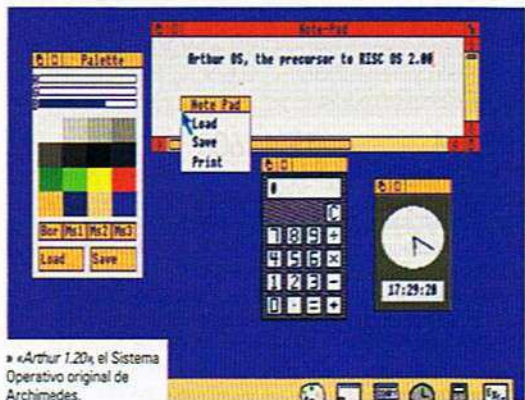 Note-Pad
Palette
Arthur OS, the precursor to RISC OS 2.00
Note Pad
Load
Save
Print
0
C
7 8 9 ÷
4 5 6 ×
1 2 3 -
0 . = +
Bor Ms1 Ms2 Ms3
Load Save
17:29:20
» «Arthur 1.20», el Sistema
Operativo original de
Archimedes.